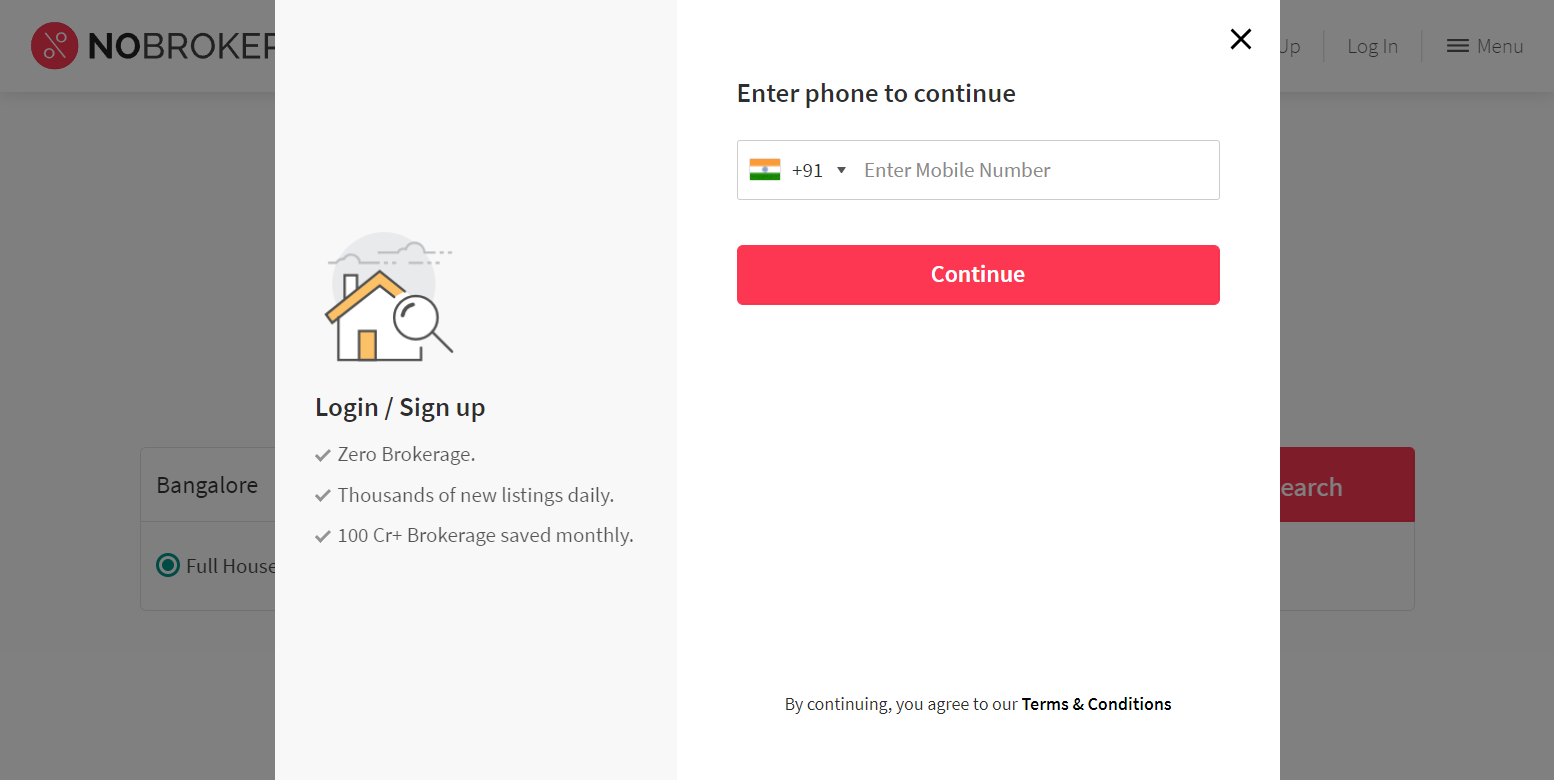 NOBROKER
Up
Log In
Menu
Enter phone to continue
+91
Enter Mobile Number
Continue
Login / Sign up
Zero Brokerage.
Thousands of new listings daily.
100 Cr+ Brokerage saved monthly.
Bangalore
earch
Full House
By continuing, you agree to our Terms & Conditions